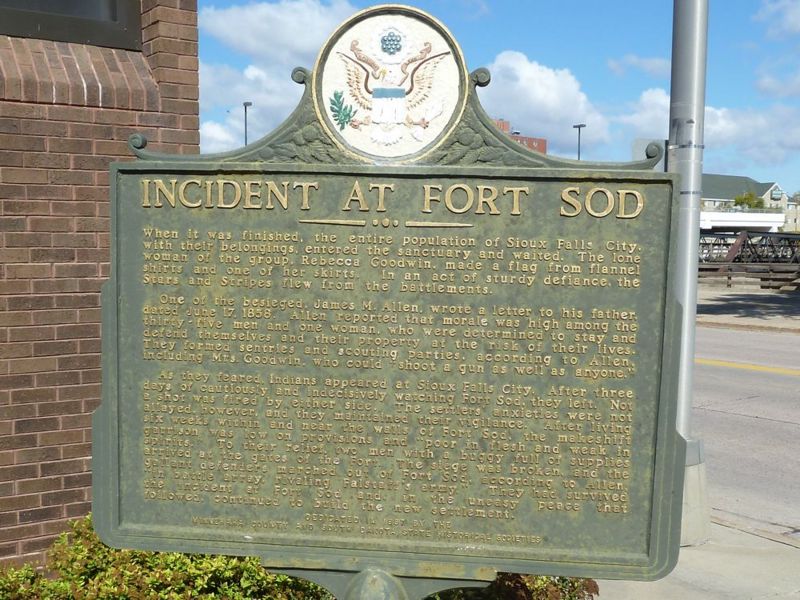 INCIDENT AT FORT SOD
When it was finished, the entire population of Sioux Falls City,
with their belongings, entered the sanctuary and waited. The lone
woman of the group, Rebecca Goodwin, made a flag from flannel
shirts and one of her skirts. In an act of sturdy defiance, the
Stars and Stripes flew from the battlements.
One of the besieged, James M. Allen, wrote a letter to his father,
dated June 17, 1858. Allen reported that morale was high among the
thirty-five men and one woman, who were determined to stay and
defend themselves and their property at the risk of their lives.
They formed sentries and scouting parties, according to Allen,
including Mrs. Goodwin, who could "shoot a gun as well as anyone."
As they feared, Indians appeared at Sioux Falls City. After three
days of cautiously and indecisively watching Fort Sod, they left. Not
a shot was fired by either side. The settlers' anxieties were not
allayed, however, and they maintained their vigilance. After living
six weeks within and near the walls of Fort Sod, the makeshift
garrison was low on provisions and "poor in flesh and weak in
spirits." To their relief, two men with a buggy full of supplies
arrived at the gates of the Fort. The siege was broken and the
gallant defenders marched out of Fort Sod, according to Allen,
in "battle array, rivaling Falstaff's army." They had survived
the incident at Fort Sod and, in the uneasy peace that
followed, continued to build the new settlement.
DEDICATED IN 1987 BY THE
MINNEHAHA COUNTY AND SOUTH DAKOTA STATE HISTORICAL SOCIETIES